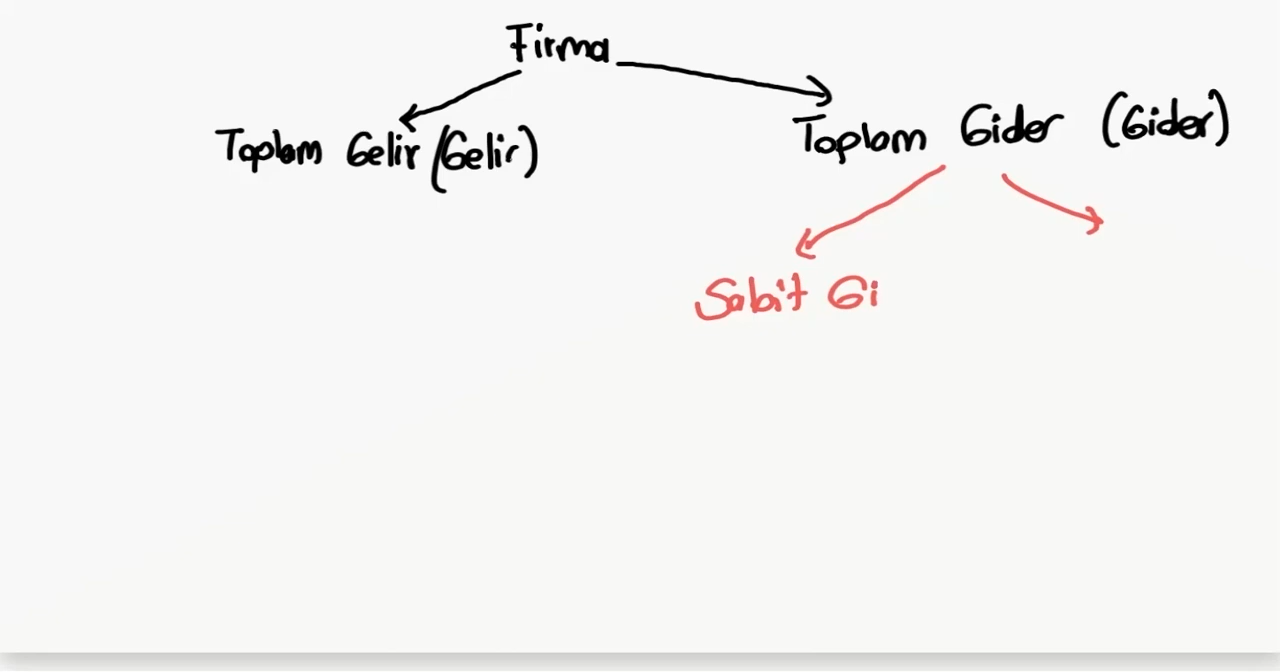 Firma
Toplam Gelir (Gelir)
Toplam Gider (Gider)
Sabit Gi